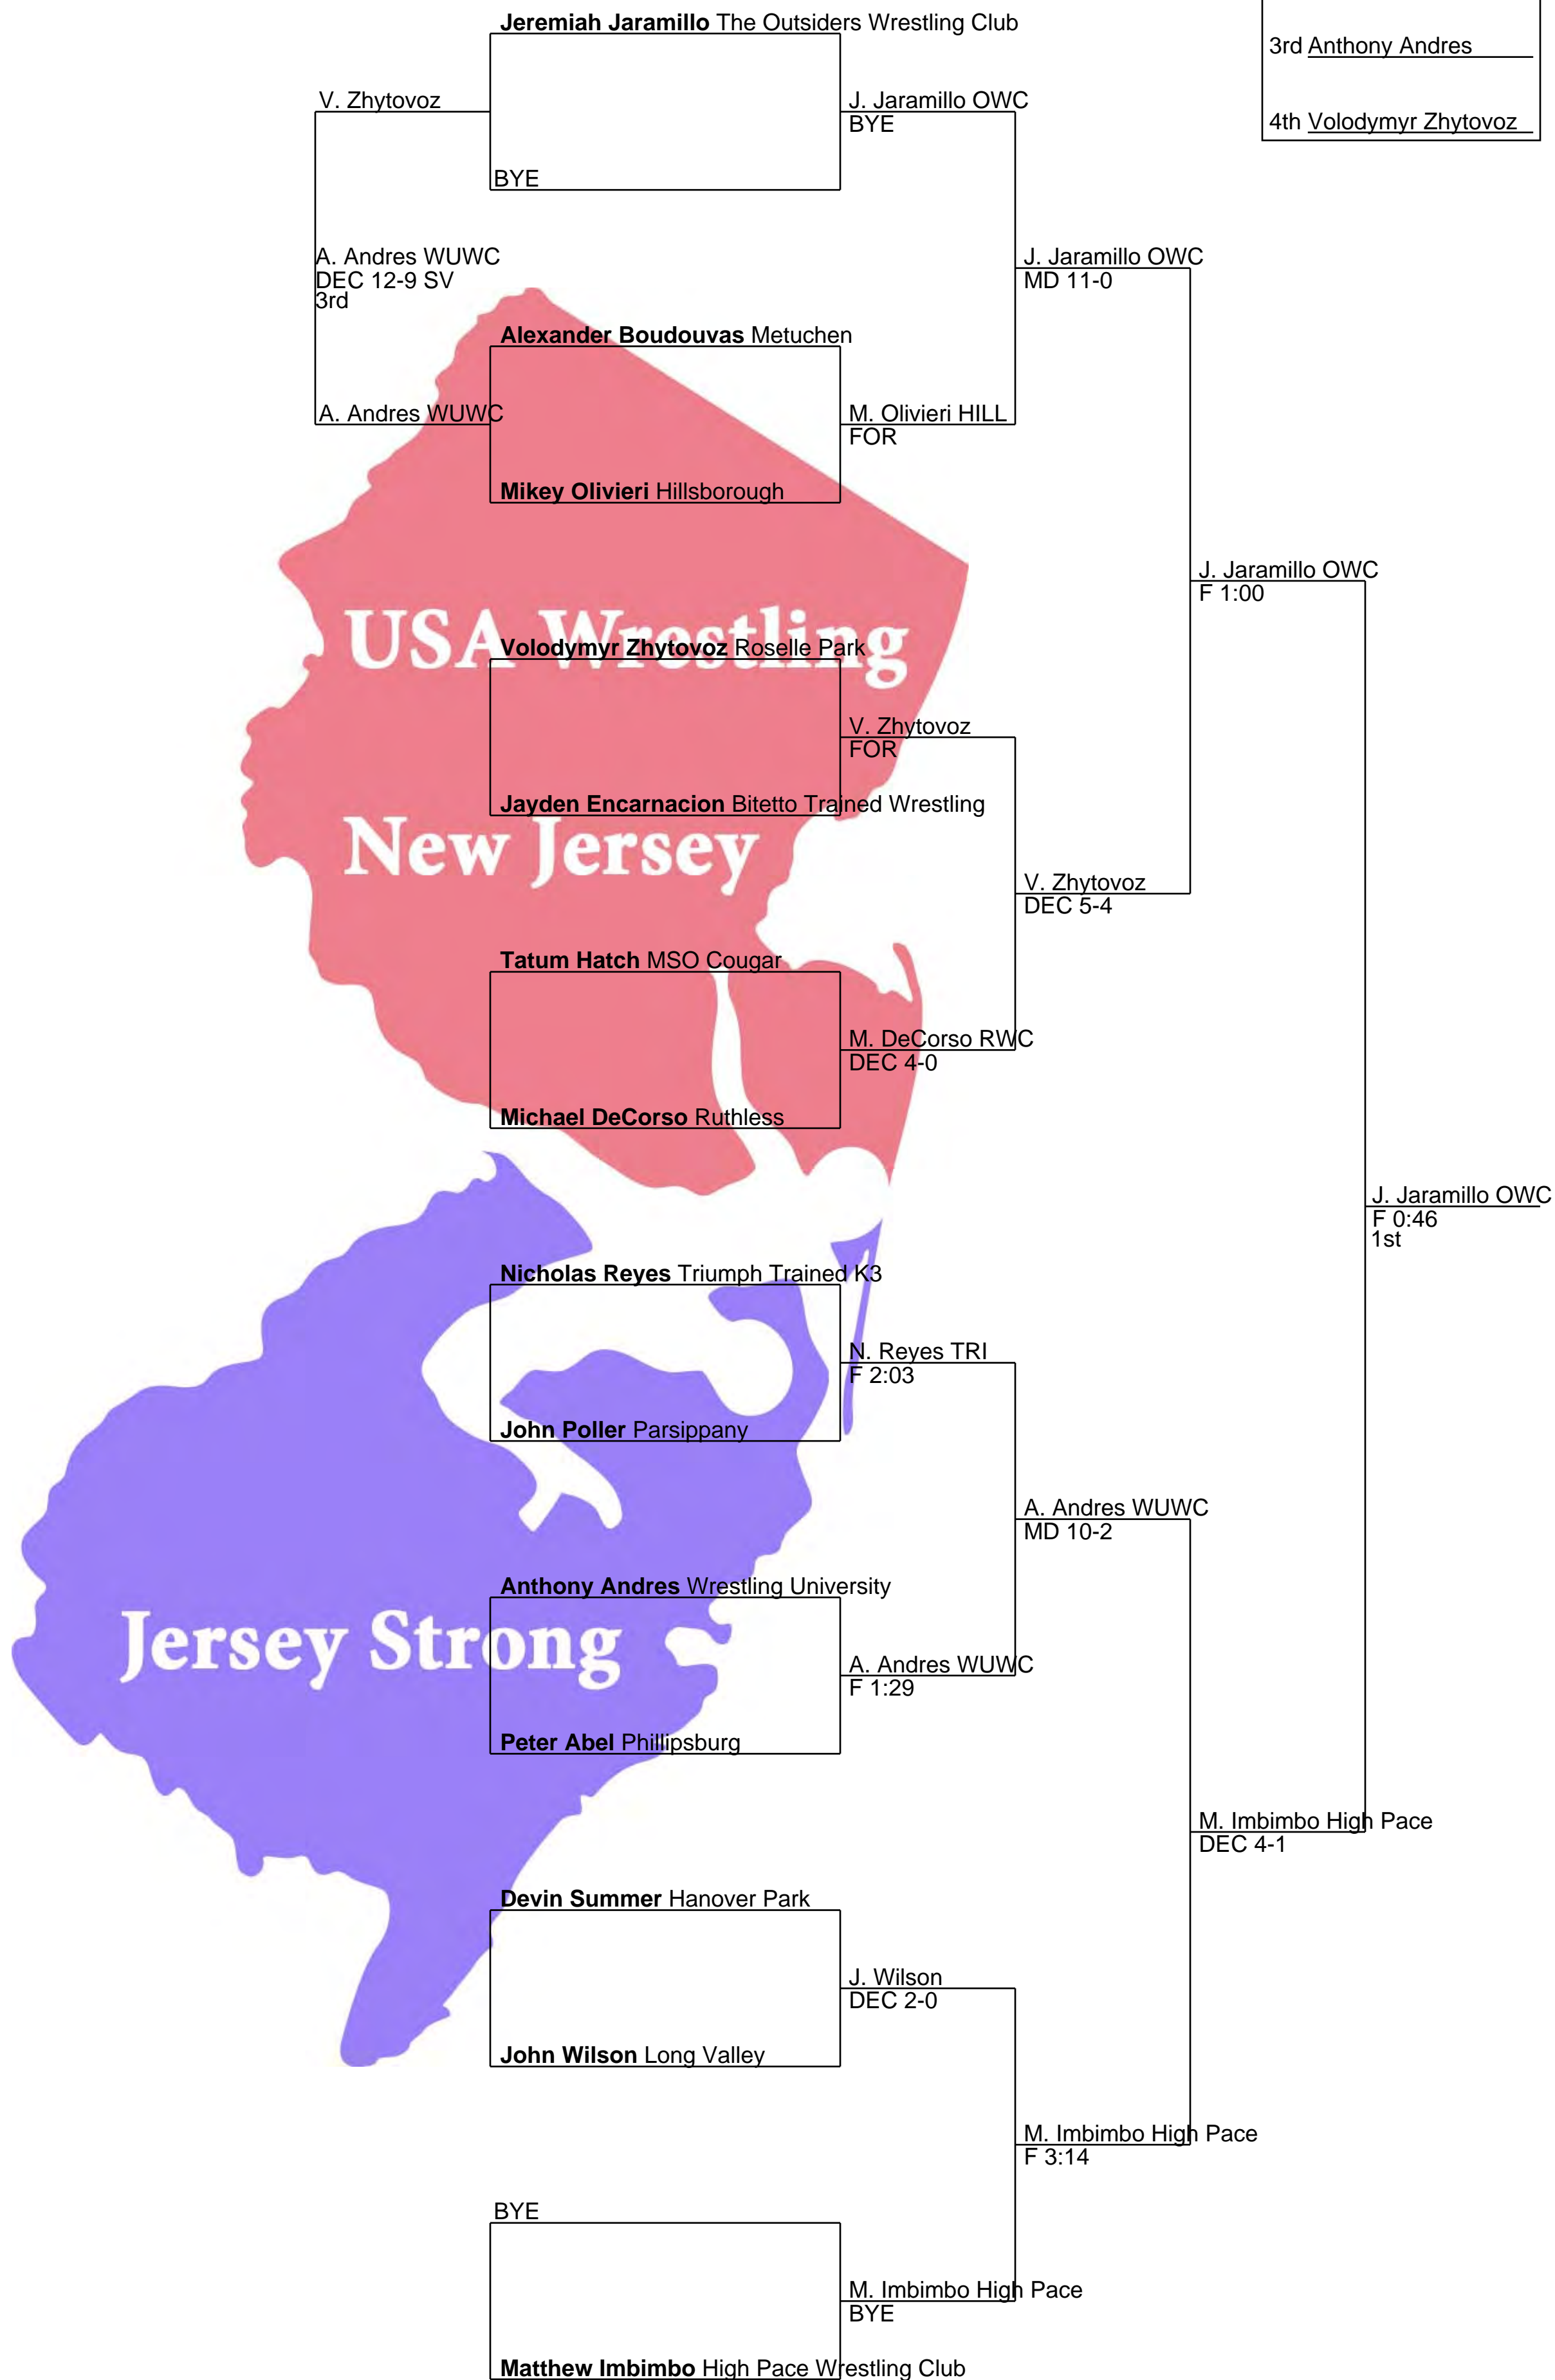 Jeremiah Jaramillo The Outsiders Wrestling Club
3rd Anthony Andres
V. Zhytovoz
J. Jaramillo OWC
BYE
4th Volodymyr Zhytovoz
BYE
A. Andres WUWC
DEC 12-9 SV
3rd
J. Jaramillo OWC
MD 11-0
Alexander Boudouvas Metuchen
A. Andres WUWC
M. Olivieri HILL
FOR
Mikey Olivieri Hillsborough
J. Jaramillo OWC
F 1:00
USA Wrestling
Volodymyr Zhytovoz Roselle Park
V. Zhytovoz
FOR
Jayden Encarnacion Bitetto Trained Wrestling
New Jersey
V. Zhytovoz
DEC 5-4
Tatum Hatch MSO Cougar
M. DeCorso RWC
DEC 4-0
Michael DeCorso Ruthless
J. Jaramillo OWC
F 0:46
1st
Nicholas Reyes Triumph Trained K3
N. Reyes TRI
F 2:03
John Poller Parsippany
A. Andres WUWC
MD 10-2
Anthony Andres Wrestling University
Jersey Strong
A. Andres WUWC
F 1:29
Peter Abel Phillipsburg
M. Imbimbo High Pace
DEC 4-1
Devin Summer Hanover Park
J. Wilson
DEC 2-0
John Wilson Long Valley
M. Imbimbo High Pace
F 3:14
BYE
M. Imbimbo High Pace
BYE
Matthew Imbimbo High Pace Wrestling Club